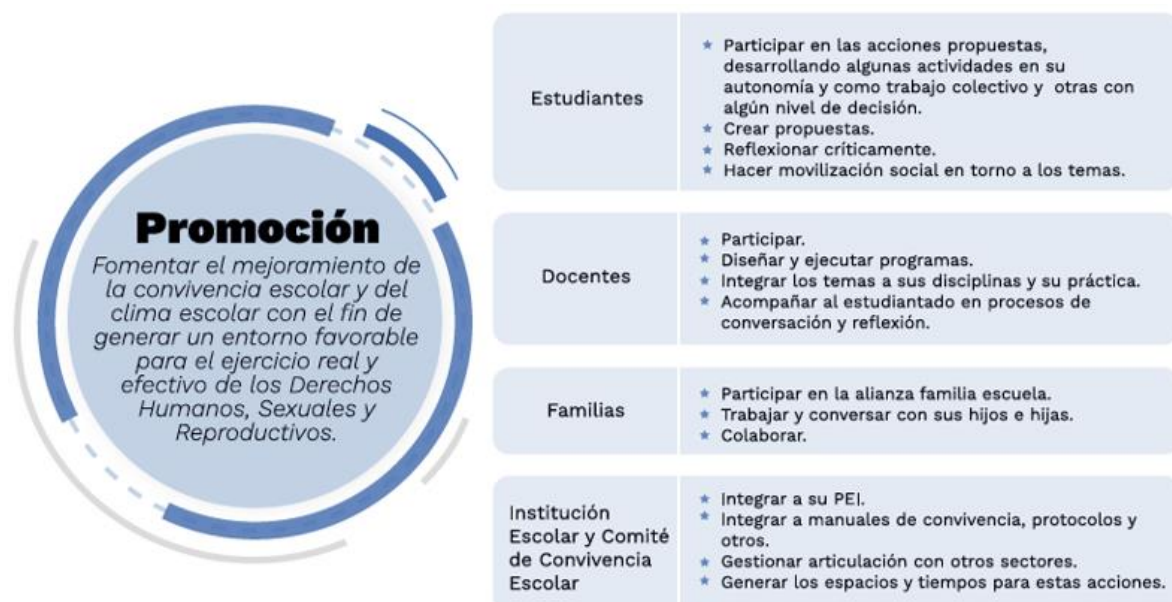 Promoción
Fomentar el mejoramiento de
la convivencia escolar y del
clima escolar con el fin de
generar un entorno favorable
para el ejercicio real y
efectivo de los Derechos
Humanos, Sexuales y
Reproductivos.
Estudiantes
Participar en las acciones propuestas,
desarrollando algunas actividades en su
autonomía y como trabajo colectivo y otras con
algún nivel de decisión.
Crear propuestas.
Reflexionar críticamente.
Hacer movilización social en torno a los temas.
Docentes
Participar.
Diseñar y ejecutar programas.
Integrar los temas a sus disciplinas y su práctica.
Acompañar al estudiantado en procesos de
conversación y reflexión.
Familias
Participar en la alianza familia escuela.
Trabajar y conversar con sus hijos e hijas.
Colaborar.
Institución
Escolar y Comité
de Convivencia
Escolar
Integrar a su PEI.
Integrar a manuales de convivencia, protocolos y
otros.
Gestionar articulación con otros sectores.
Generar los espacios y tiempos para estas acciones.